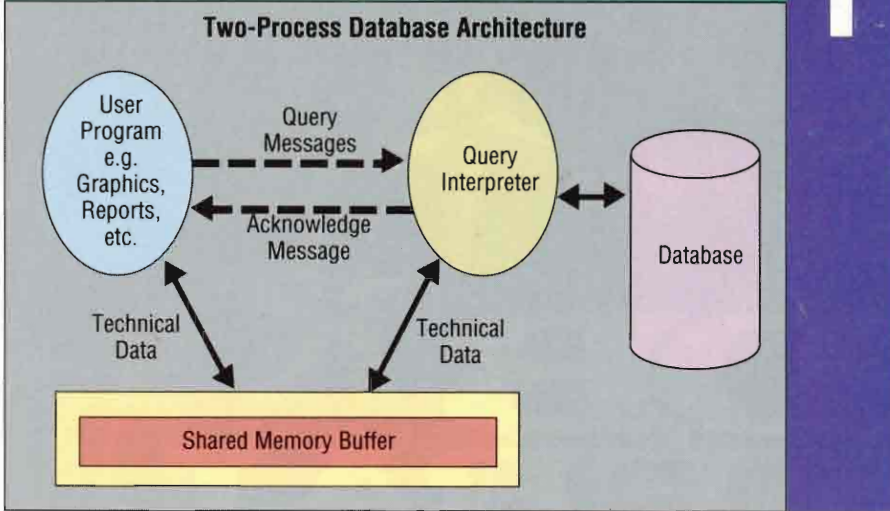 Two-Process Database Architecture
User
Program
e.g.
Graphics,
Reports,
etc.
Query
Messages
Acknowledge
Message
Query
Interpreter
Database
Technical
Data
Technical
Data
Shared Memory Buffer